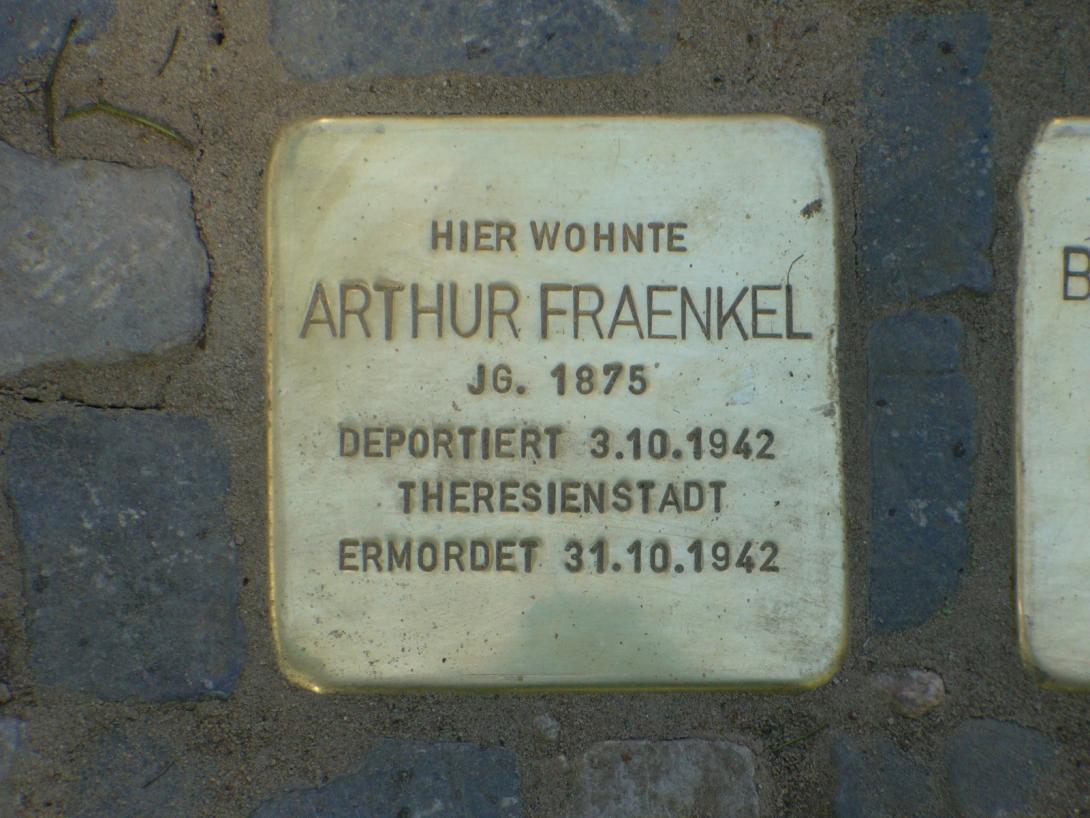 HIER WOHNTE
ARTHUR FRAENKEL
JG. 1875
DEPORTIERT 3.10.1942
THERESIENSTADT
ERMORDET 31.10.1942
B